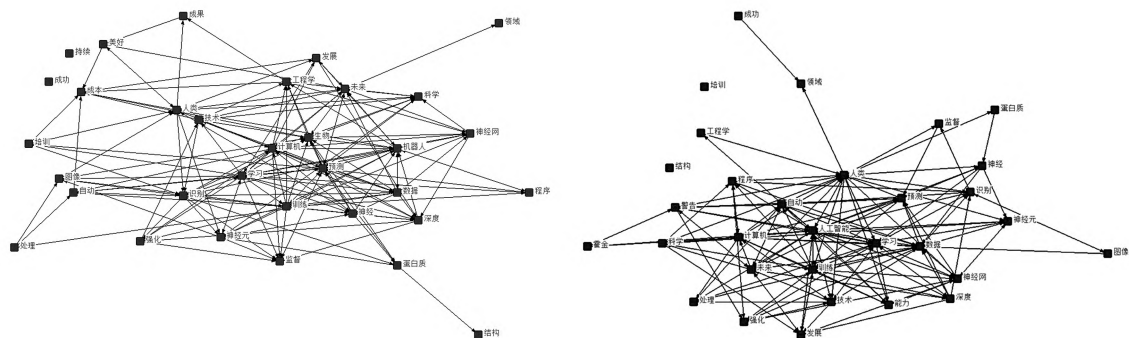 成果
领域
美好
持续
发展
成功
工程学
成本
未来
科学
人类
技术
神经网
生物
培训
计算机
机器人
预测
学习
图像
自动
识别
数据
程序
训练
神经
深度
处理
强化
神经元
监督
蛋白质
结构
成功
领域
培训
蛋白质
监督
工程学
结构
神经
人类
程序
识别
预测
警告
自动
神经元
人工智能
计算机
霍金
科学
学习
数据
图像
未来
训练
神经网
处理
技术
能力
深度
强化
发展